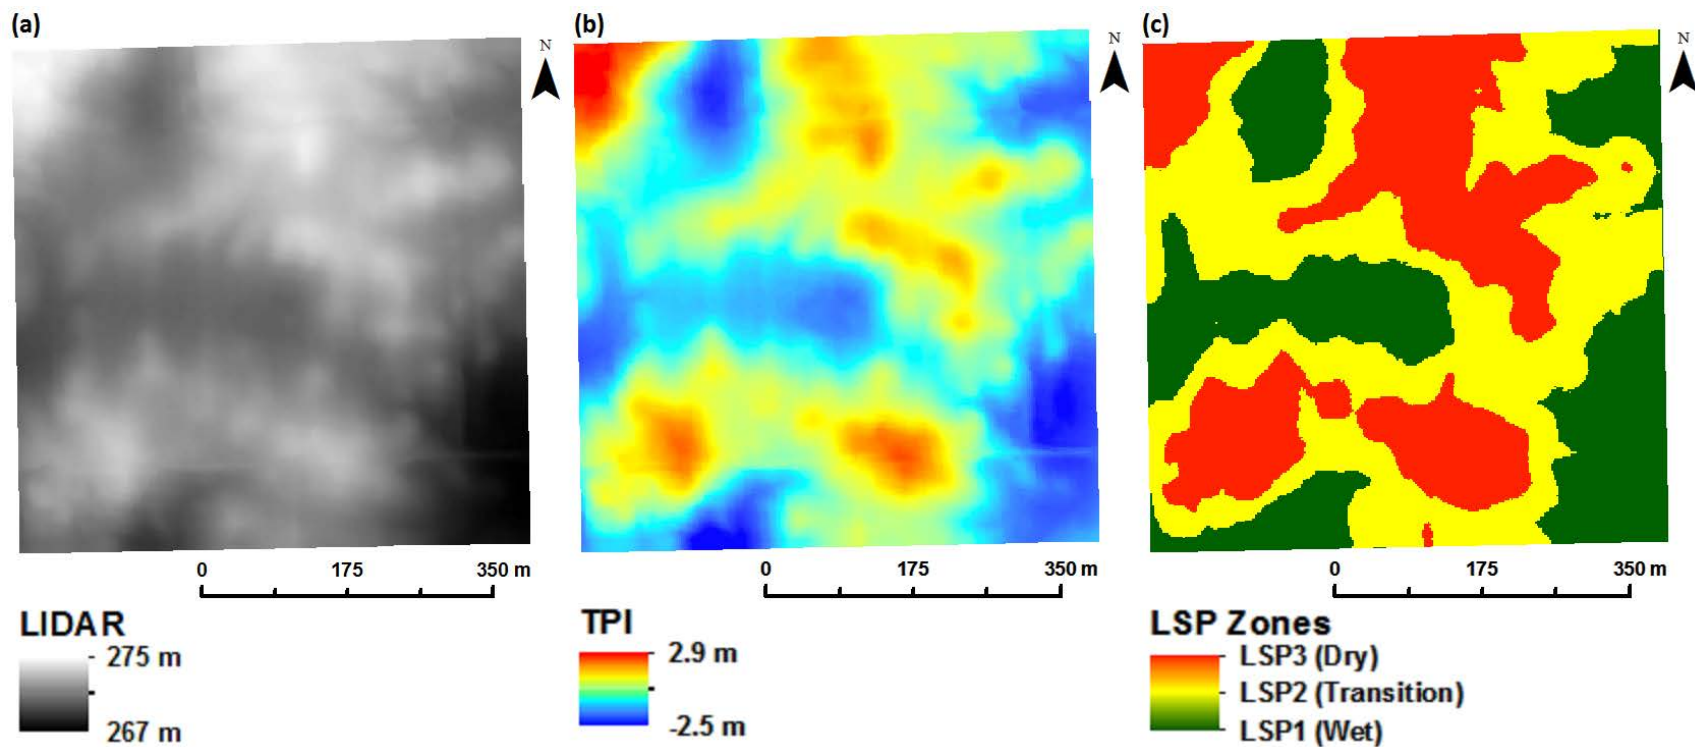 (a)
(b)
(c)
N
N
N
0 175 350 m
0 175 350 m
0 175 350 m
LIDAR
275 m
267 m
TPI
2.9 m
-2.5 m
LSP Zones
LSP3 (Dry)
LSP2 (Transition)
LSP1 (Wet)